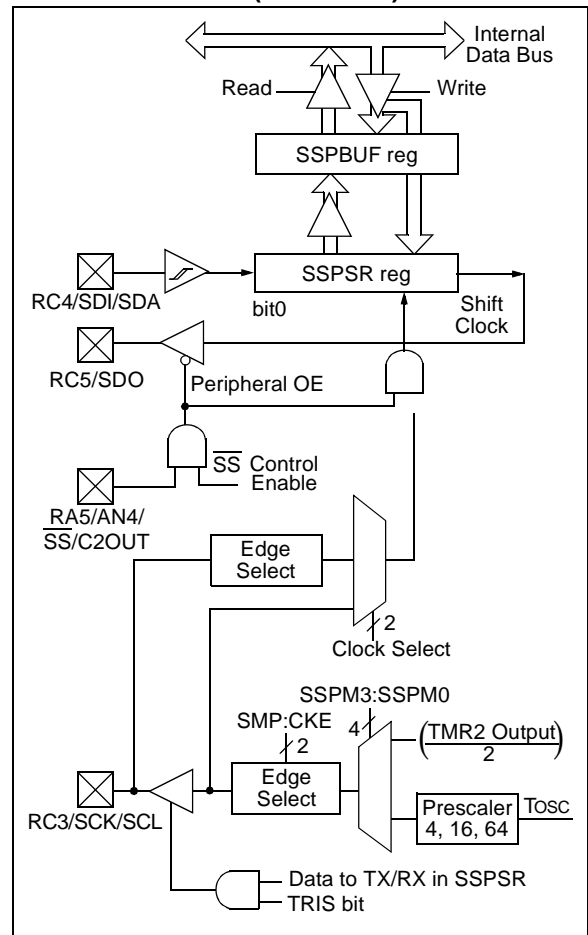 Internal
Data Bus
Read
Write
SSPBUF reg
SSPSR reg
RC4/SDI/SDA
bit0
Shift
Clock
RC5/SDO
Peripheral OE
SS Control
Enable
RA5/AN4/
SS/C2OUT
Edge
Select
2
Clock Select
SSPM3:SSPM0
SMP:CKE
4
(TMR2 Output)
2
2
Edge
Select
Prescaler
4, 16, 64
TOSC
RC3/SCK/SCL
Data to TX/RX in SSPSR
TRIS bit